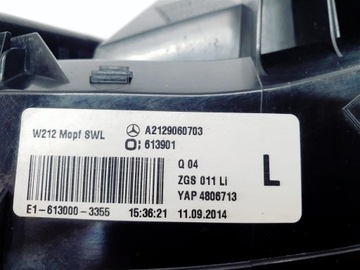 W212 Mopf SWL A2129060703
613901
Q 04
ZGS 011 Li L
YAP 4806713
E1-613000-3355 15:36:21 11.09.2014